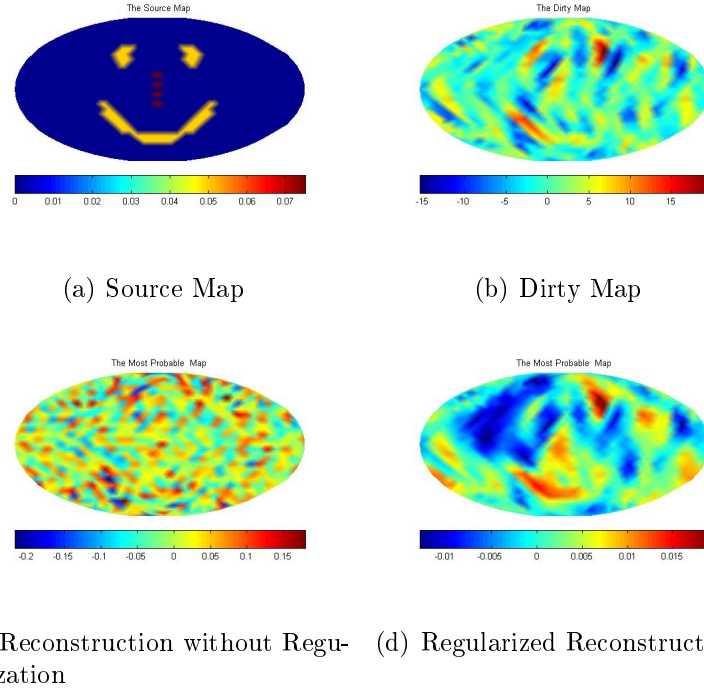 The Source Map
The Dirty Map
0 0.01 0.02 0.03 0.04 0.05 0.06 0.07
-15 -10 -5 0 5 10 15
(a) Source Map
(b) Dirty Map
The Most Probable Map
The Most Probable Map
-0.2 -0.15 -0.1 -0.05 0 0.05 0.1 0.15
-0.01 -0.005 0 0.005 0.01 0.015
Reconstruction without Regu-
zation
(d) Regularized Reconstruct